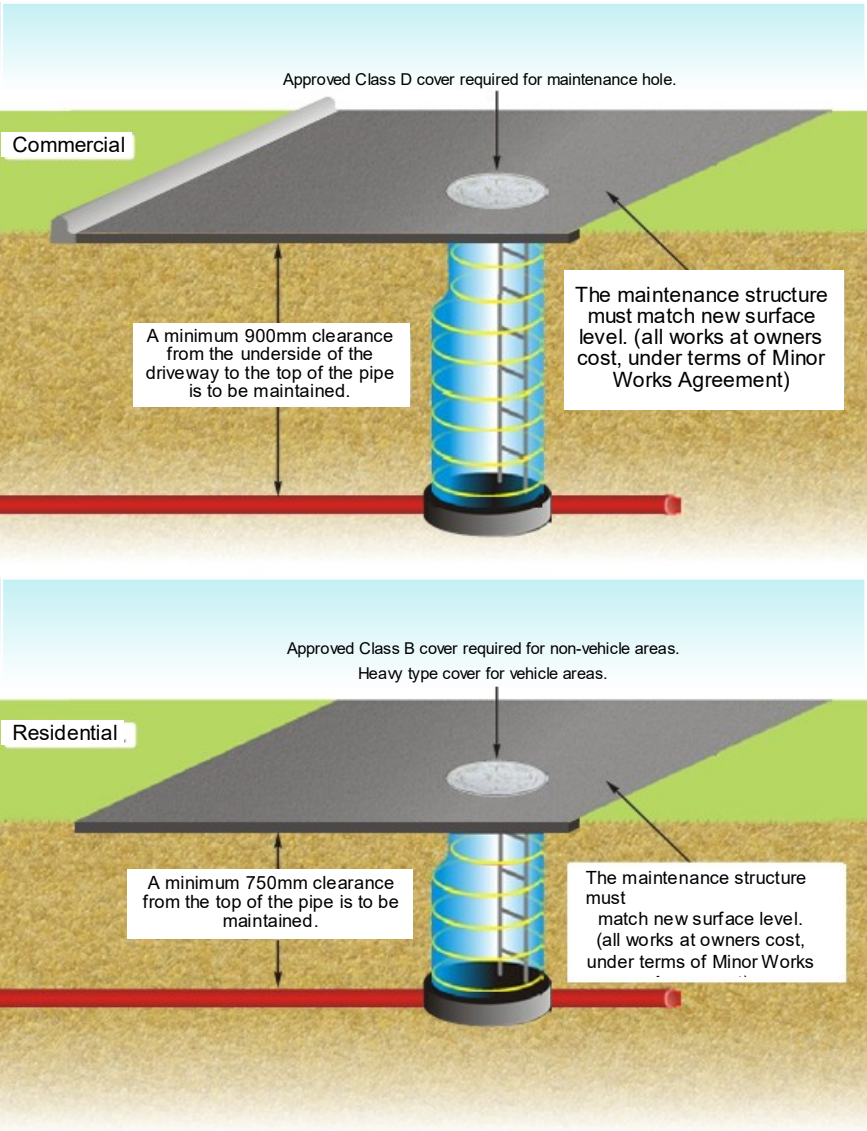 Approved Class D cover required for maintenance hole.
Commercial
The maintenance structure
must match new surface
level. (all works at owners
cost, under terms of Minor
Works Agreement)
A minimum 900mm clearance
from the underside of the
driveway to the top of the pipe
is to be maintained.
Approved Class B cover required for non-vehicle areas.
Heavy type cover for vehicle areas.
Residential
A minimum 750mm clearance
from the top of the pipe is to be
maintained.
The maintenance structure
must
match new surface level.
(all works at owners cost,
under terms of Minor Works